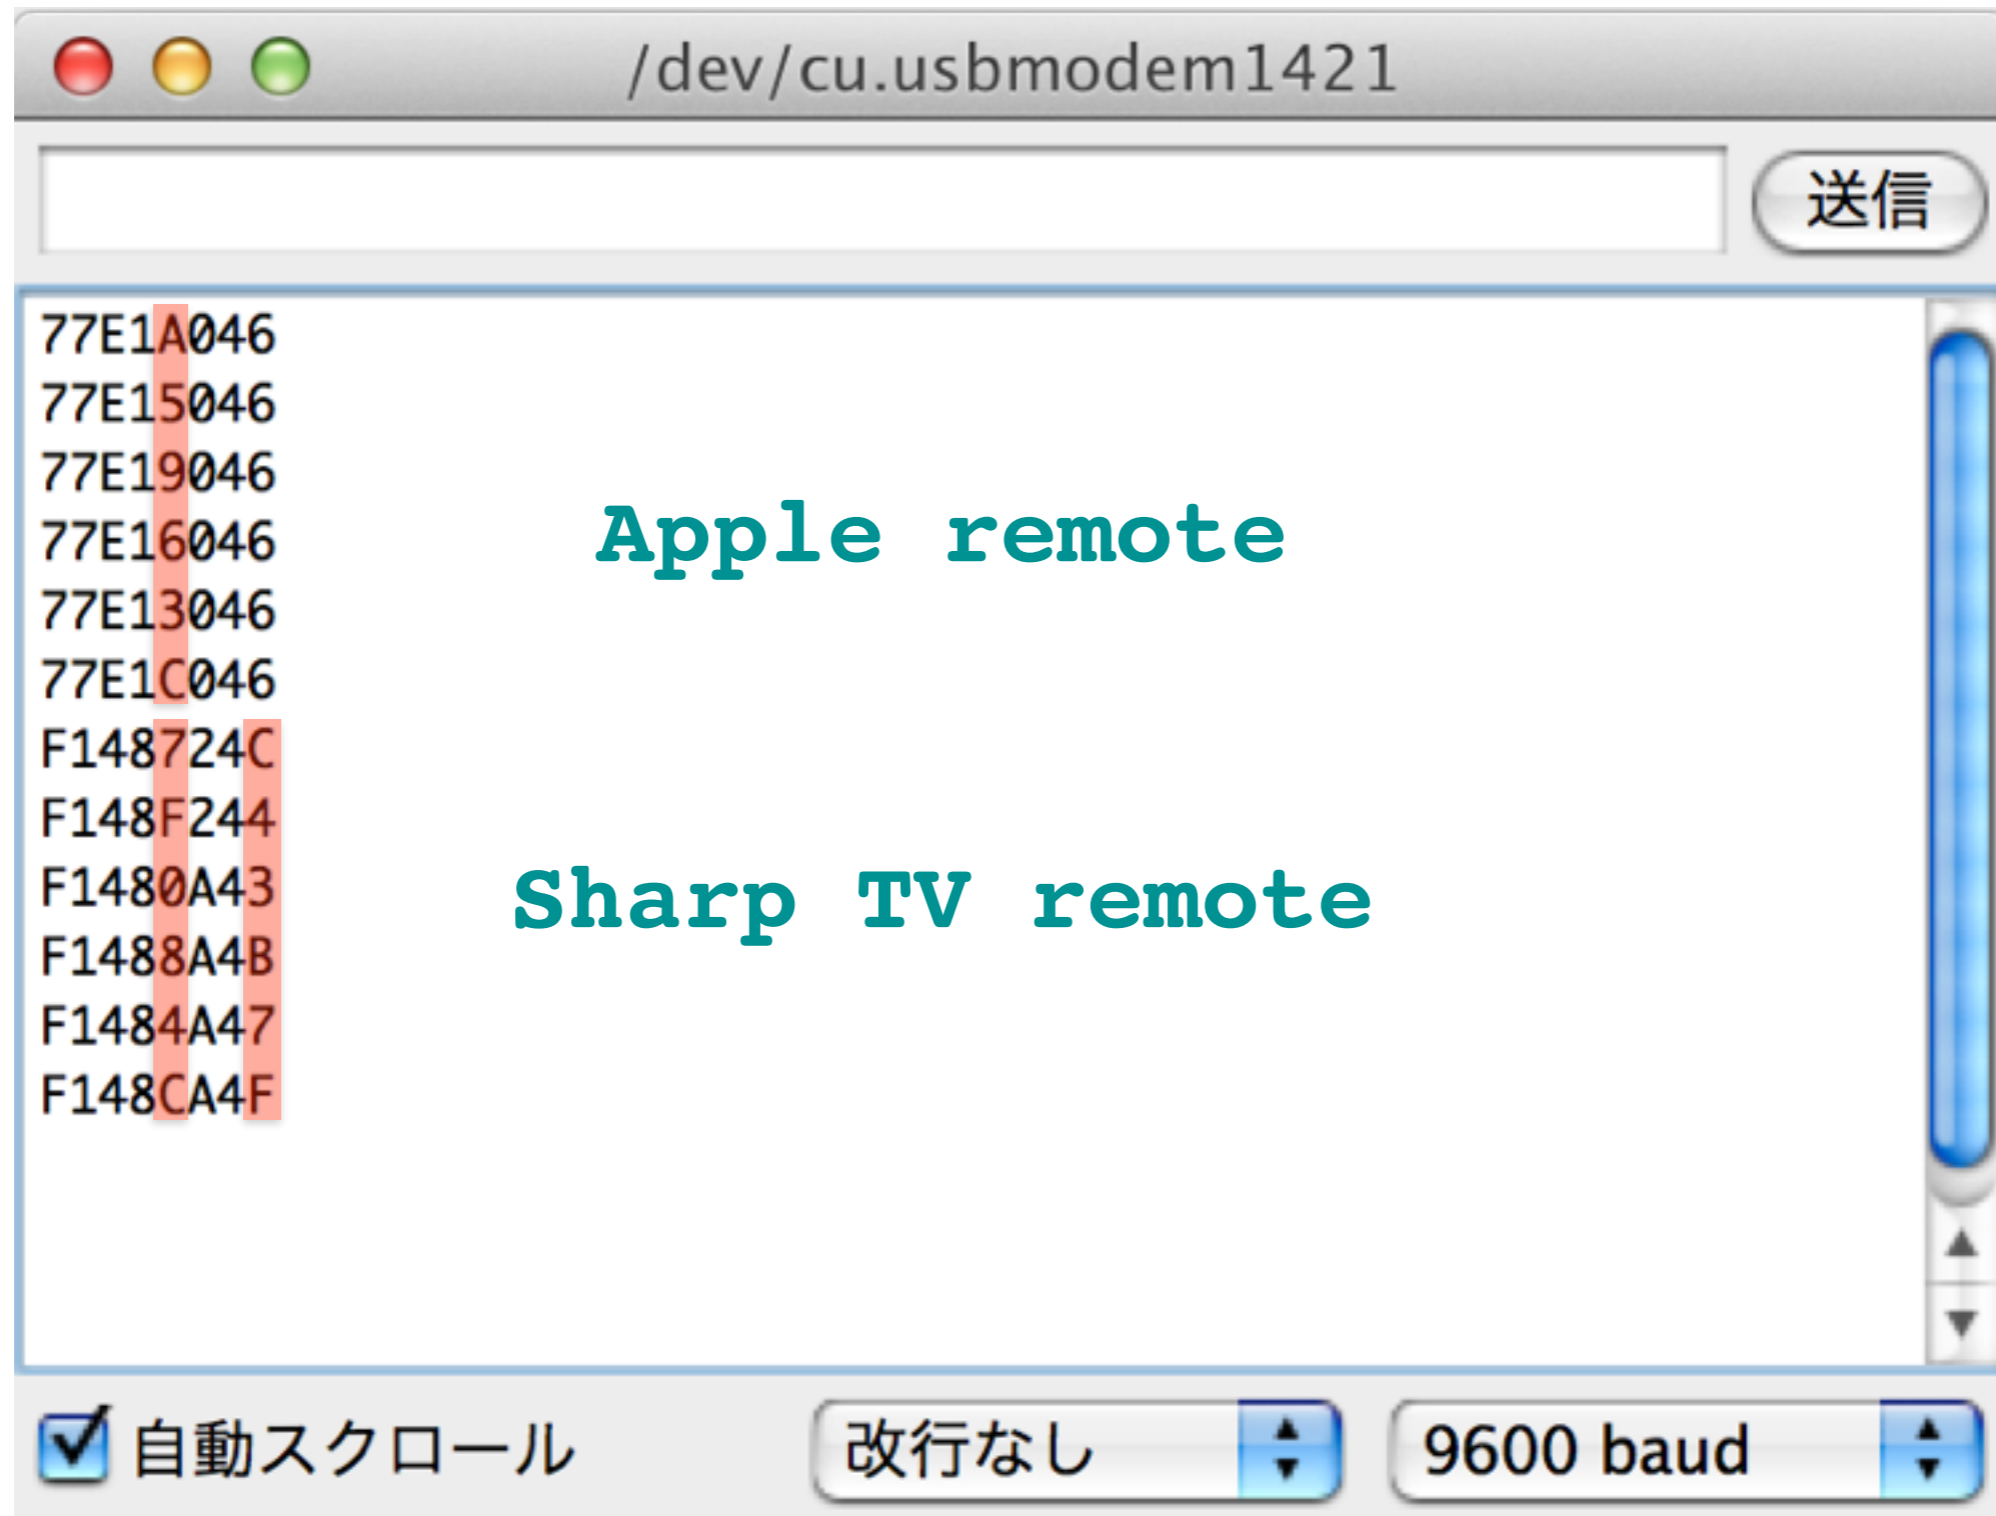 /dev/cu.usbmodem1421
送信
77E1A046
77E15046
77E19046
77E16046
Apple remote
77E13046
77E1C046
F148724C
F148F244
F1480A43
Sharp TV remote
F1488A4B
F1484A47
F148CA4F
自動スクロール
改行なし
9600 baud